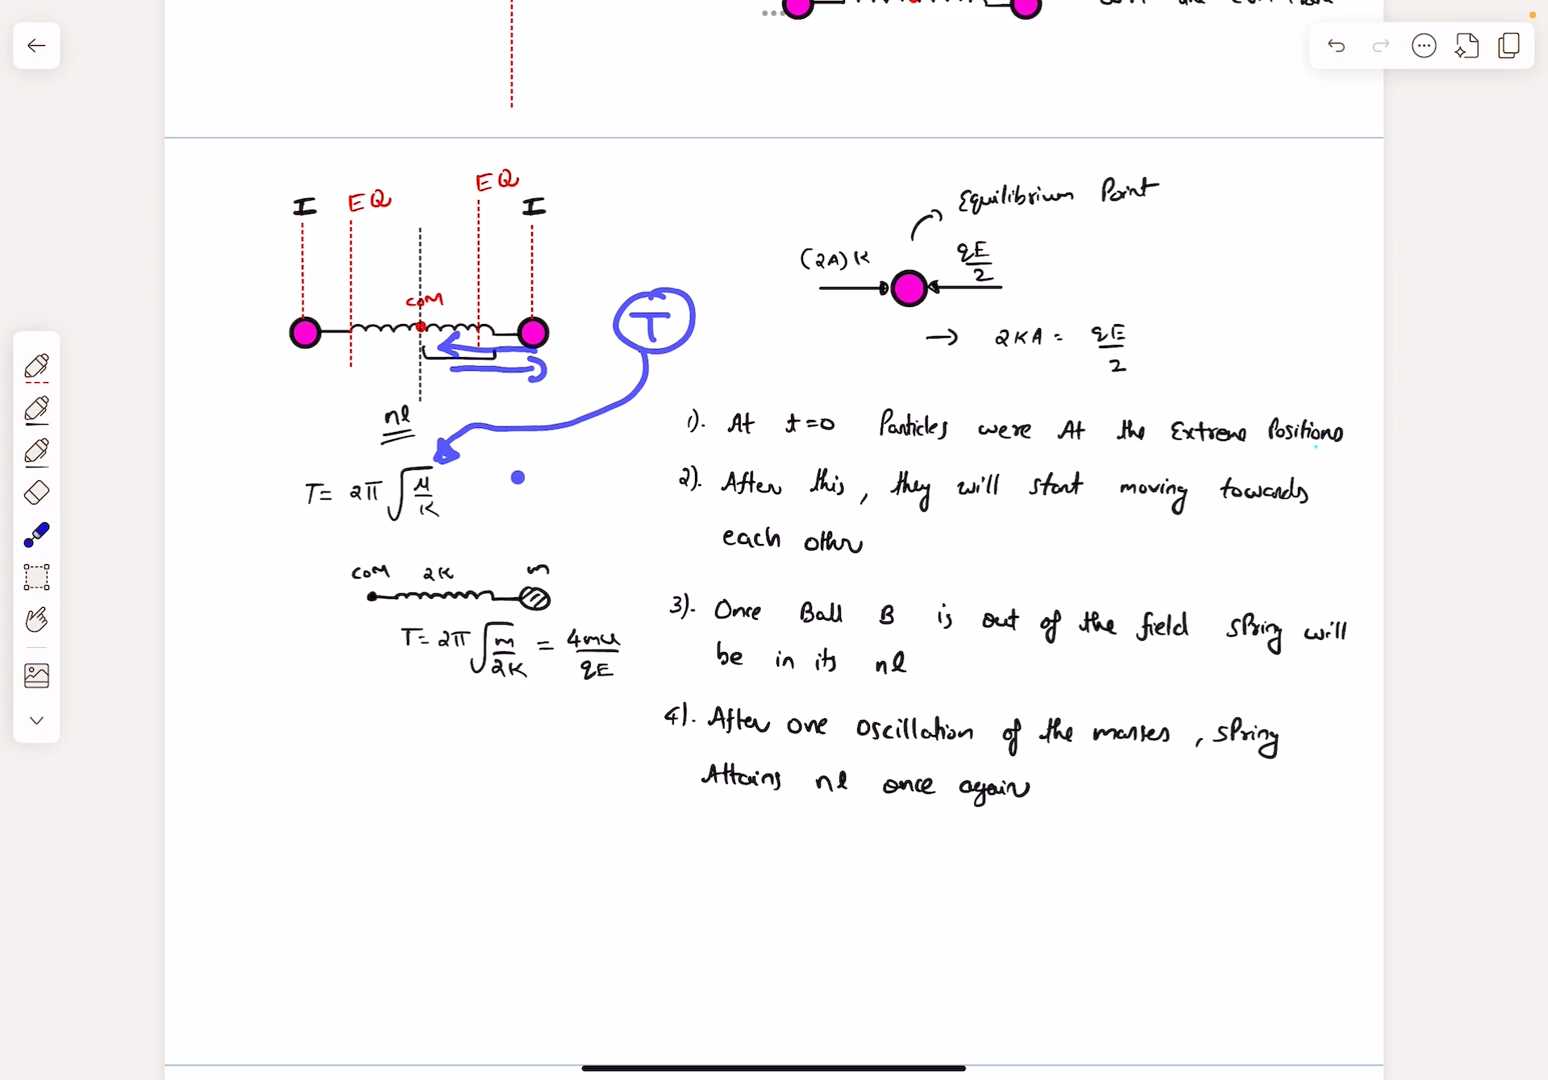 EQ
EQ
I
I
COM
nl
T
T= 2π √(μ/K)
COM 2K m
T= 2π √(m/2K) = 4mu/qE
Equilibrium Point
(2A)K
qE/2
→ 2KA = qE/2
1). At t=0 Particles were At the Extreme Positions
2). After this, they will start moving towards
each other
3). Once Ball B is out of the field spring will
be in its nl
4). After one oscillation of the masses, spring
Attains nl once again